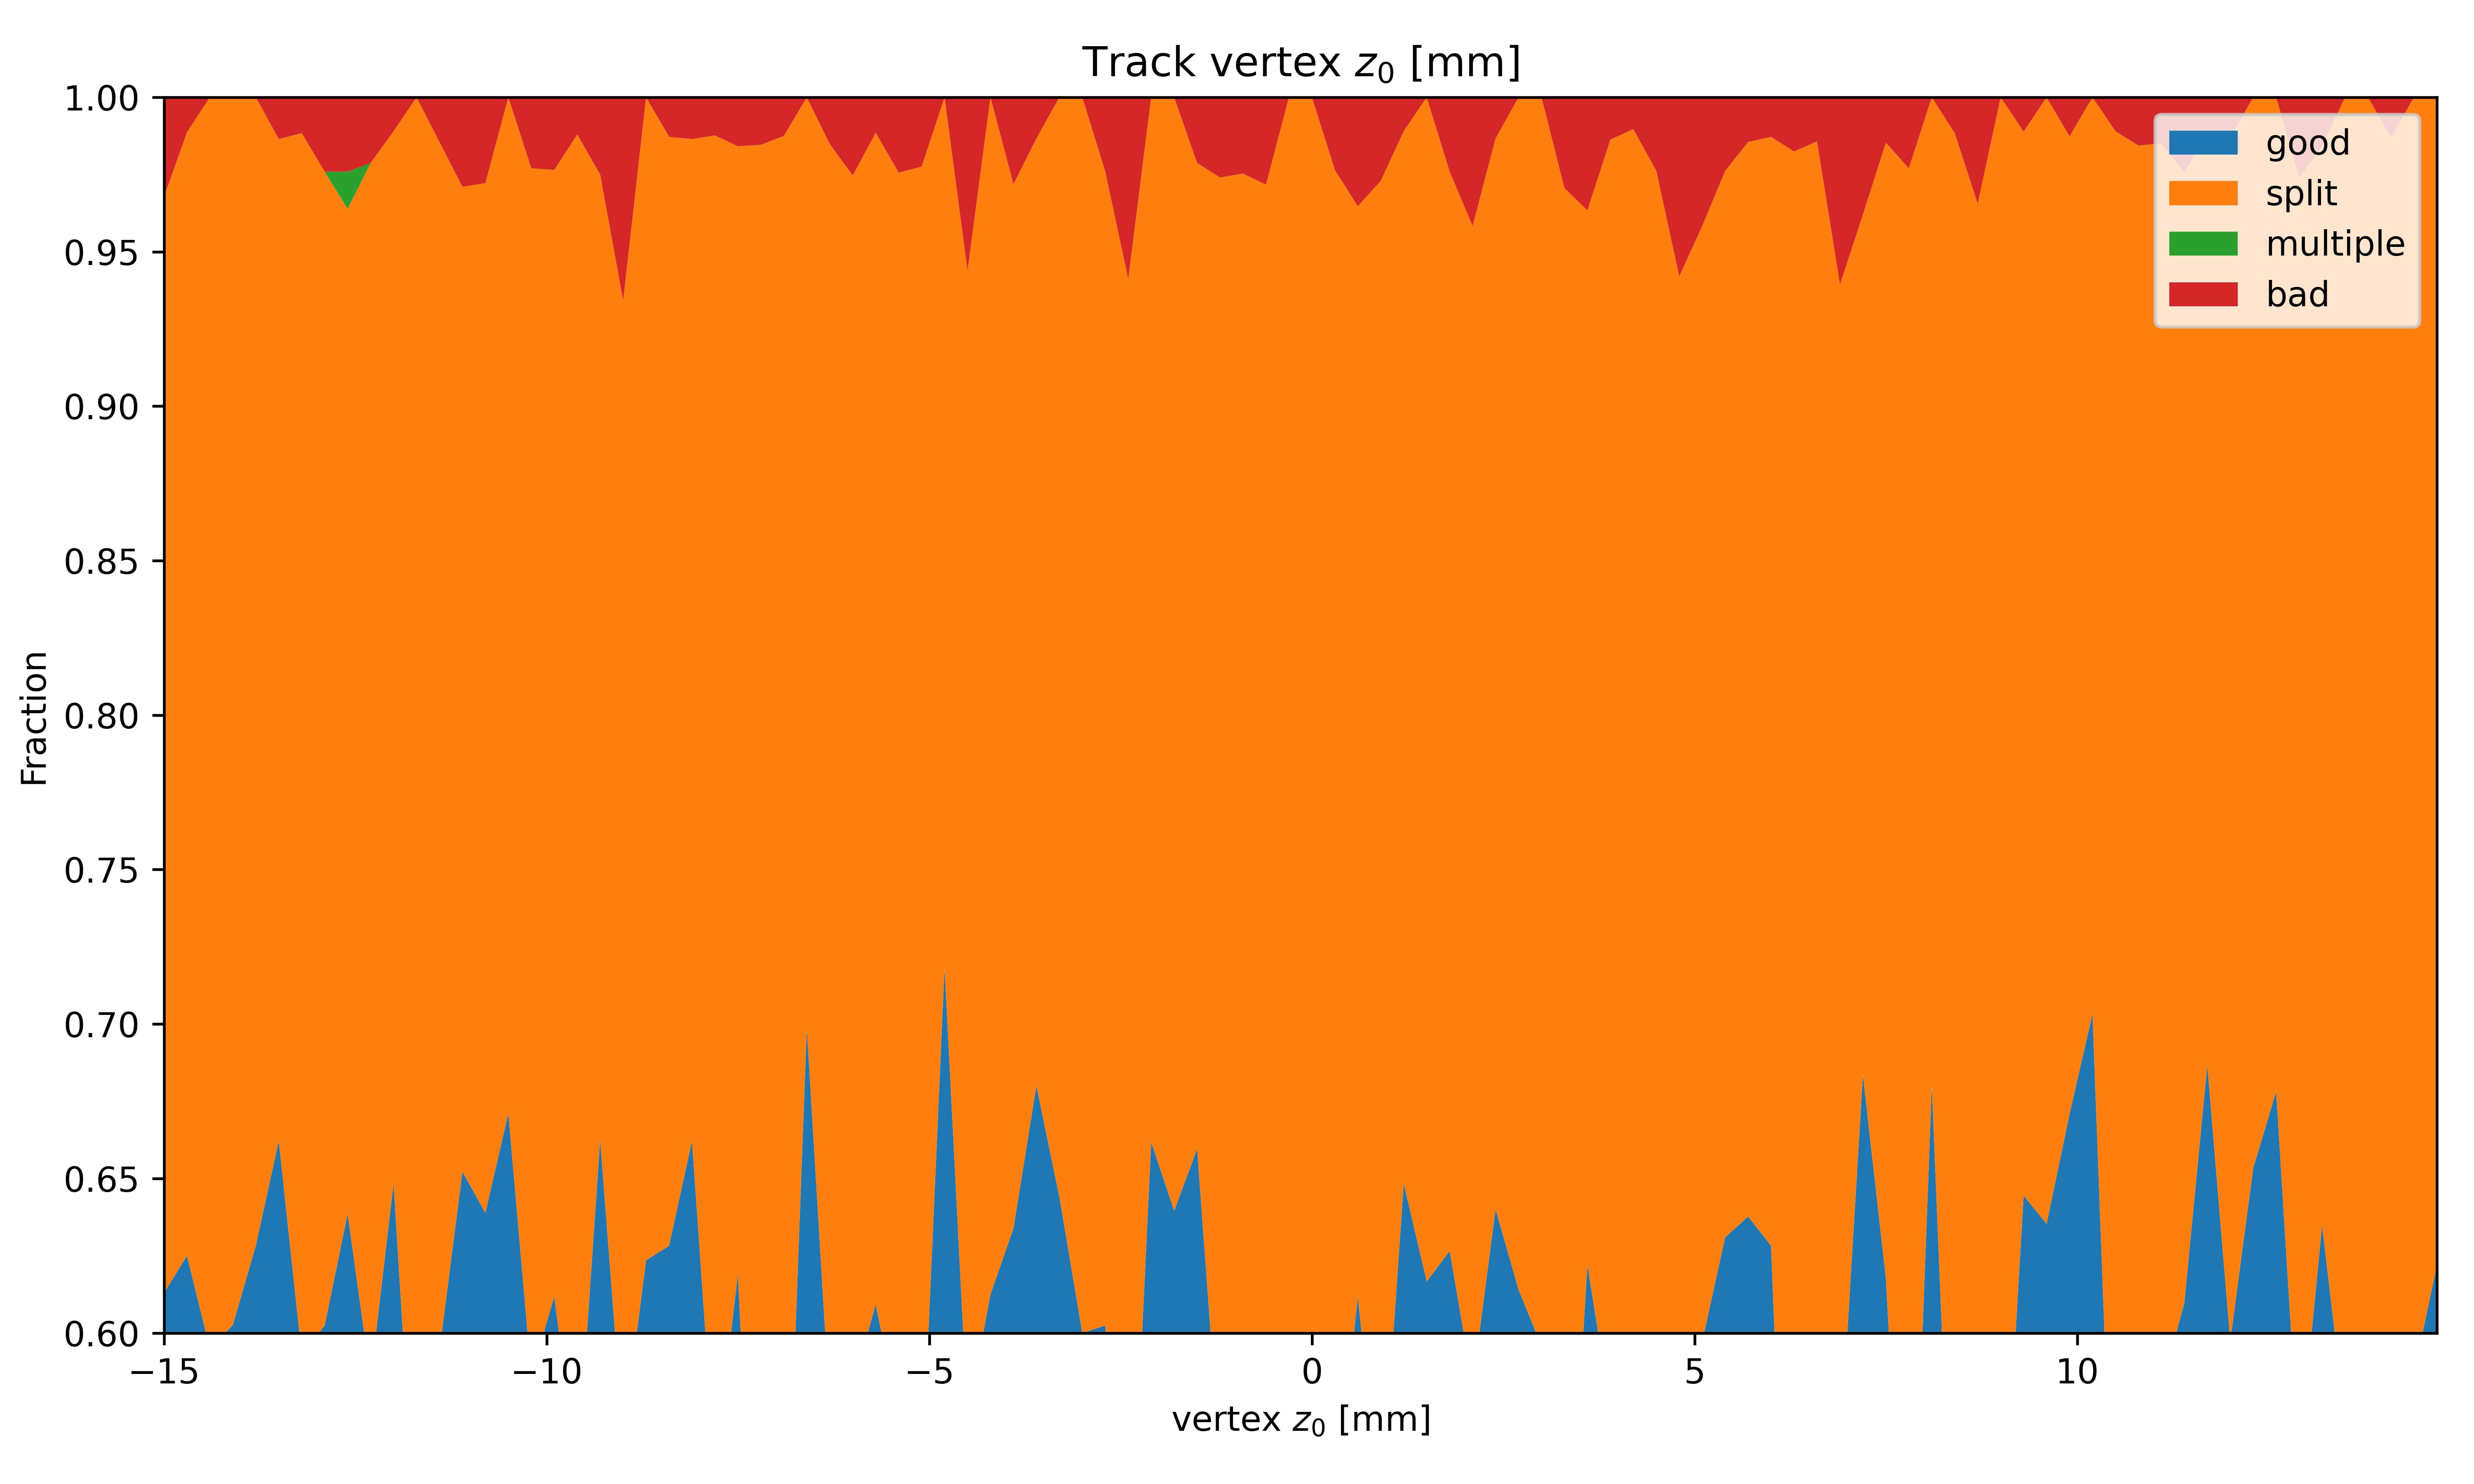 Track vertex z₀ [mm]
1.00
0.95
0.90
0.85
0.80
0.75
0.70
0.65
0.60
Fraction
good
split
multiple
bad
−15 −10 −5 0 5 10
vertex z₀ [mm]